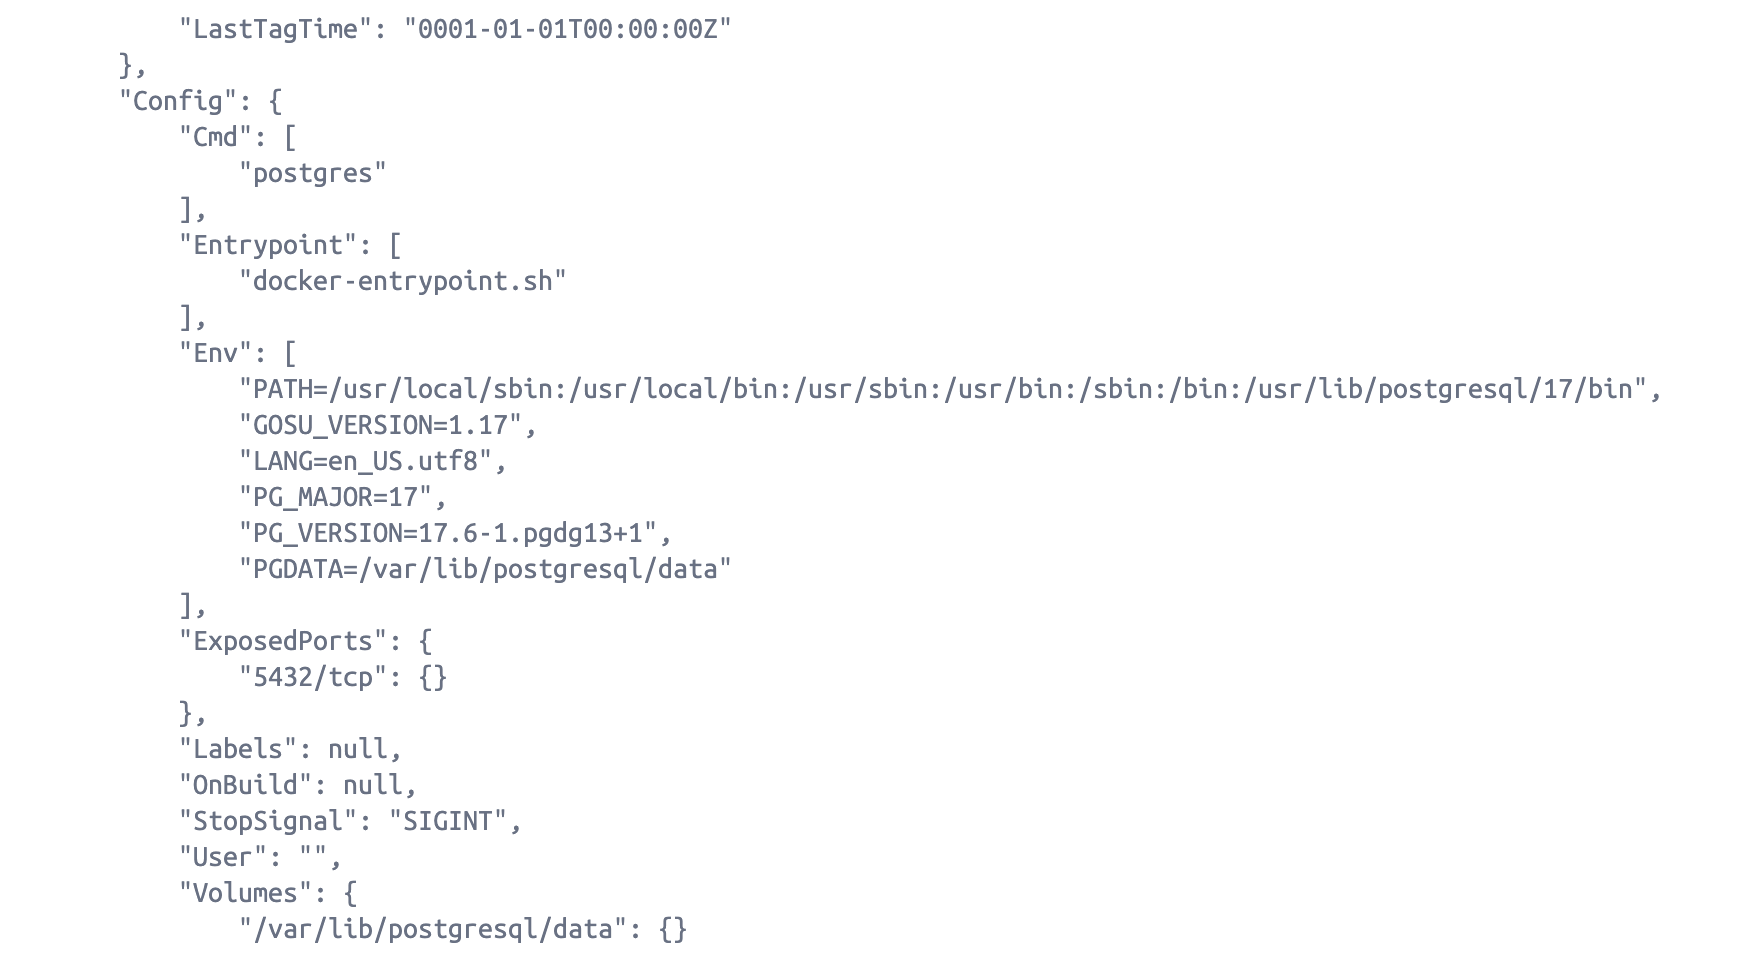 "LastTagTime": "0001-01-01T00:00:00Z"
    },
    "Config": {
        "Cmd": [
            "postgres"
        ],
        "Entrypoint": [
            "docker-entrypoint.sh"
        ],
        "Env": [
            "PATH=/usr/local/sbin:/usr/local/bin:/usr/sbin:/usr/bin:/sbin:/bin:/usr/lib/postgresql/17/bin",
            "GOSU_VERSION=1.17",
            "LANG=en_US.utf8",
            "PG_MAJOR=17",
            "PG_VERSION=17.6-1.pgdg13+1",
            "PGDATA=/var/lib/postgresql/data"
        ],
        "ExposedPorts": {
            "5432/tcp": {}
        },
        "Labels": null,
        "OnBuild": null,
        "StopSignal": "SIGINT",
        "User": "",
        "Volumes": {
            "/var/lib/postgresql/data": {}